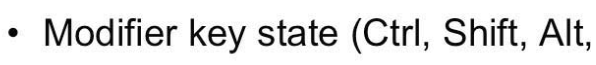 • Modifier key state (Ctrl, Shift, Alt,